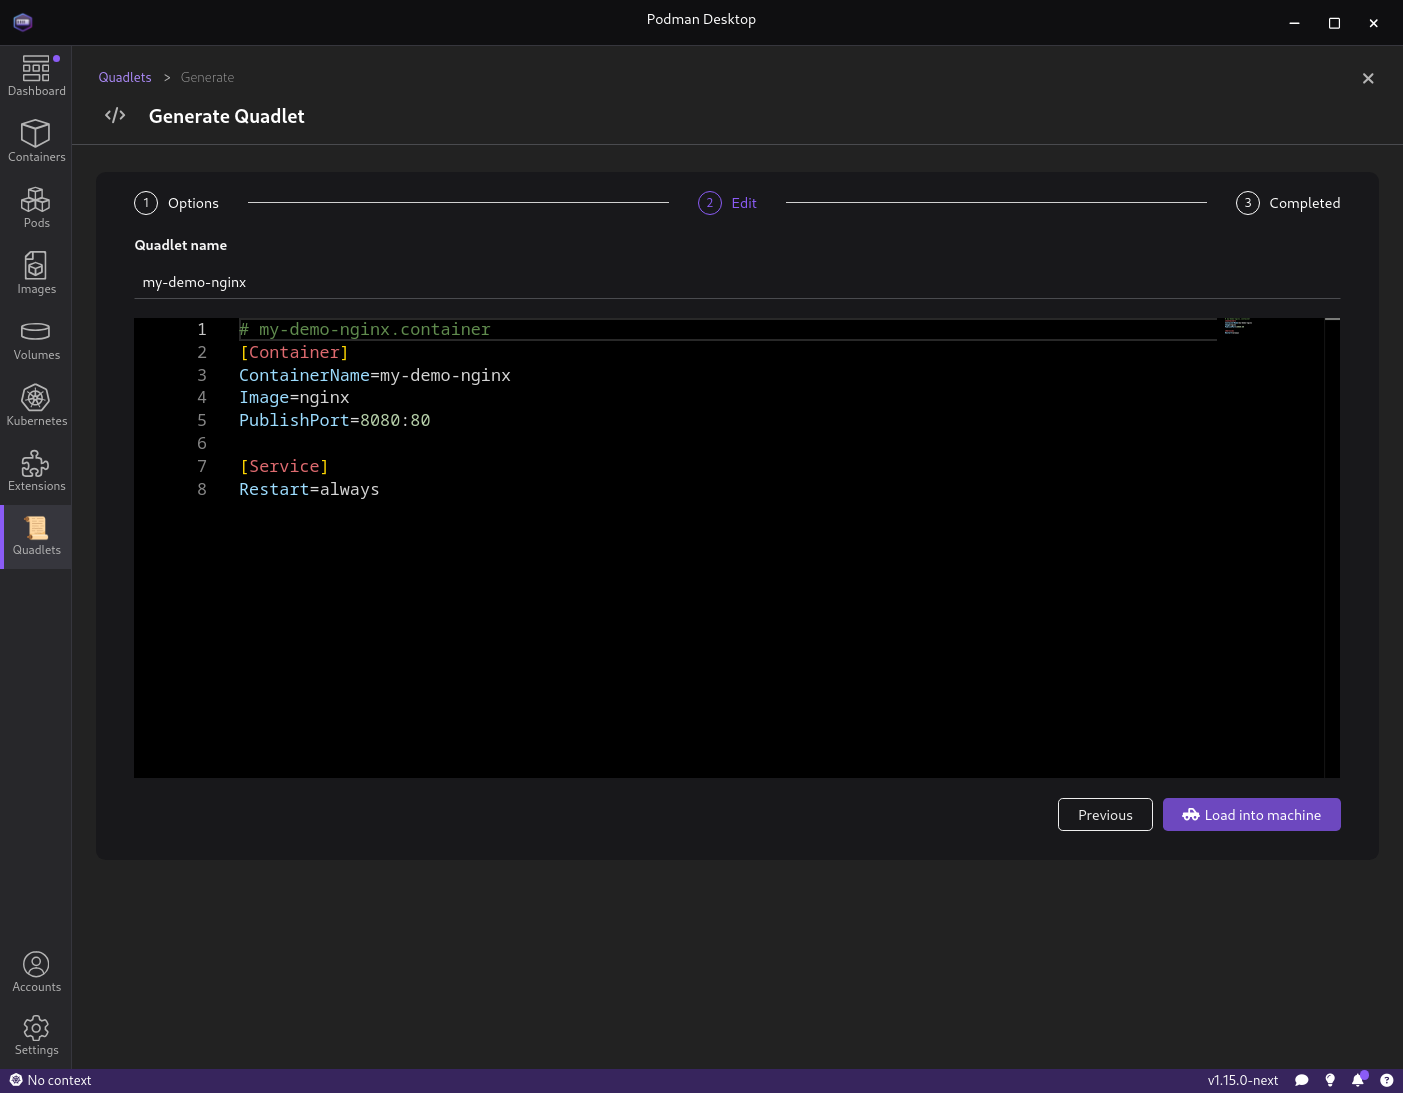 Podman Desktop
Dashboard
Containers
Pods
Images
Volumes
Kubernetes
Extensions
Quadlets
Accounts
Settings
Quadlets > Generate
Generate Quadlet
1 Options
2 Edit
3 Completed
Quadlet name
my-demo-nginx
1 # my-demo-nginx.container
2 [Container]
3 ContainerName=my-demo-nginx
4 Image=nginx
5 PublishPort=8080:80
6
7 [Service]
8 Restart=always
Previous
Load into machine
No context
v1.15.0-next